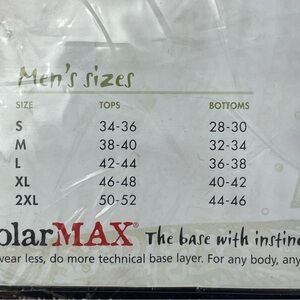 Men's sizes
SIZE TOPS BOTTOMS
S 34-36 28-30
M 38-40 32-34
L 42-44 36-38
XL 46-48 40-42
2XL 50-52 44-46
olarMAX® The base with instinc
wear less, do more technical base layer. For any body, any